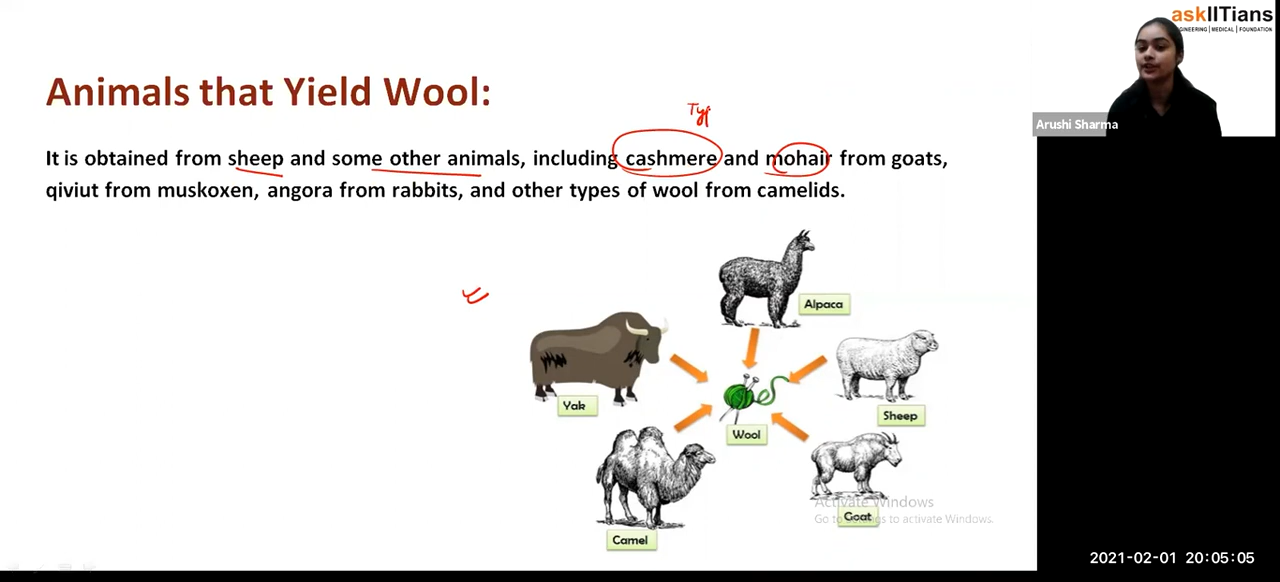 askIITians
ENGINEERING | MEDICAL | FOUNDATION
Animals that Yield Wool:
Arushi Sharma
Typ
It is obtained from sheep and some other animals, including cashmere and mohair from goats,
qiviut from muskoxen, angora from rabbits, and other types of wool from camelids.
Alpaca
Yak
Sheep
Wool
Camel
Goat
Activate Windows
Go to Settings to activate Windows.
2021-02-01 20:05:05